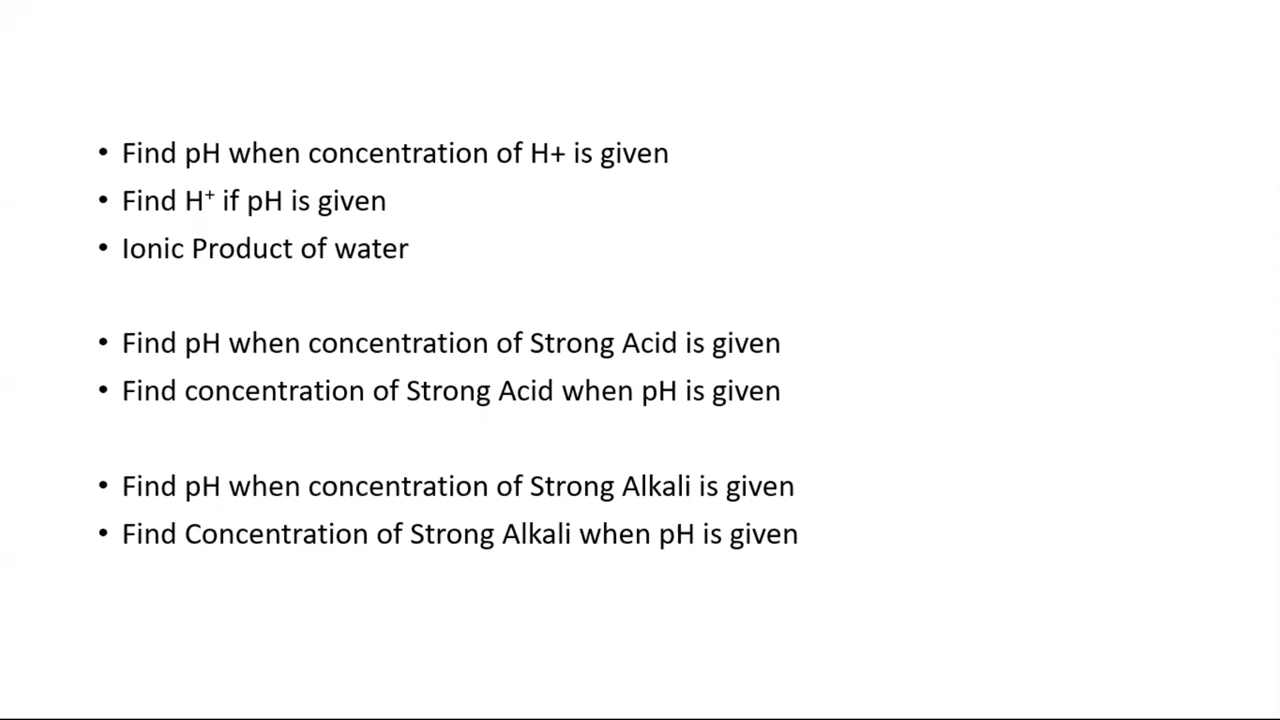 • Find pH when concentration of H+ is given
• Find H⁺ if pH is given
• Ionic Product of water
• Find pH when concentration of Strong Acid is given
• Find concentration of Strong Acid when pH is given
• Find pH when concentration of Strong Alkali is given
• Find Concentration of Strong Alkali when pH is given